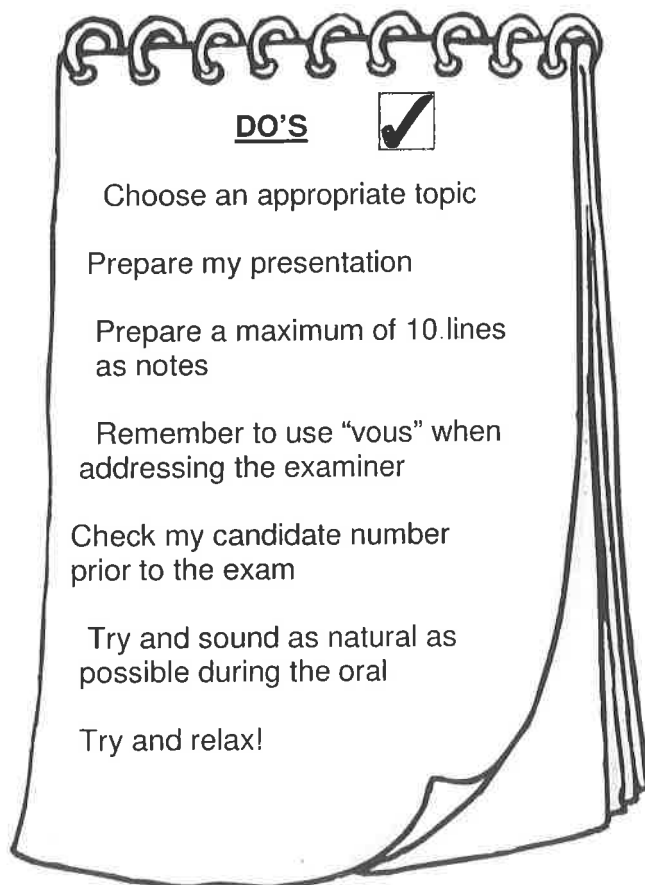 DO'S
Choose an appropriate topic
Prepare my presentation
Prepare a maximum of 10.lines
as notes
Remember to use “vous” when
addressing the examiner
Check my candidate number
prior to the exam
Try and sound as natural as
possible during the oral
Try and relax!